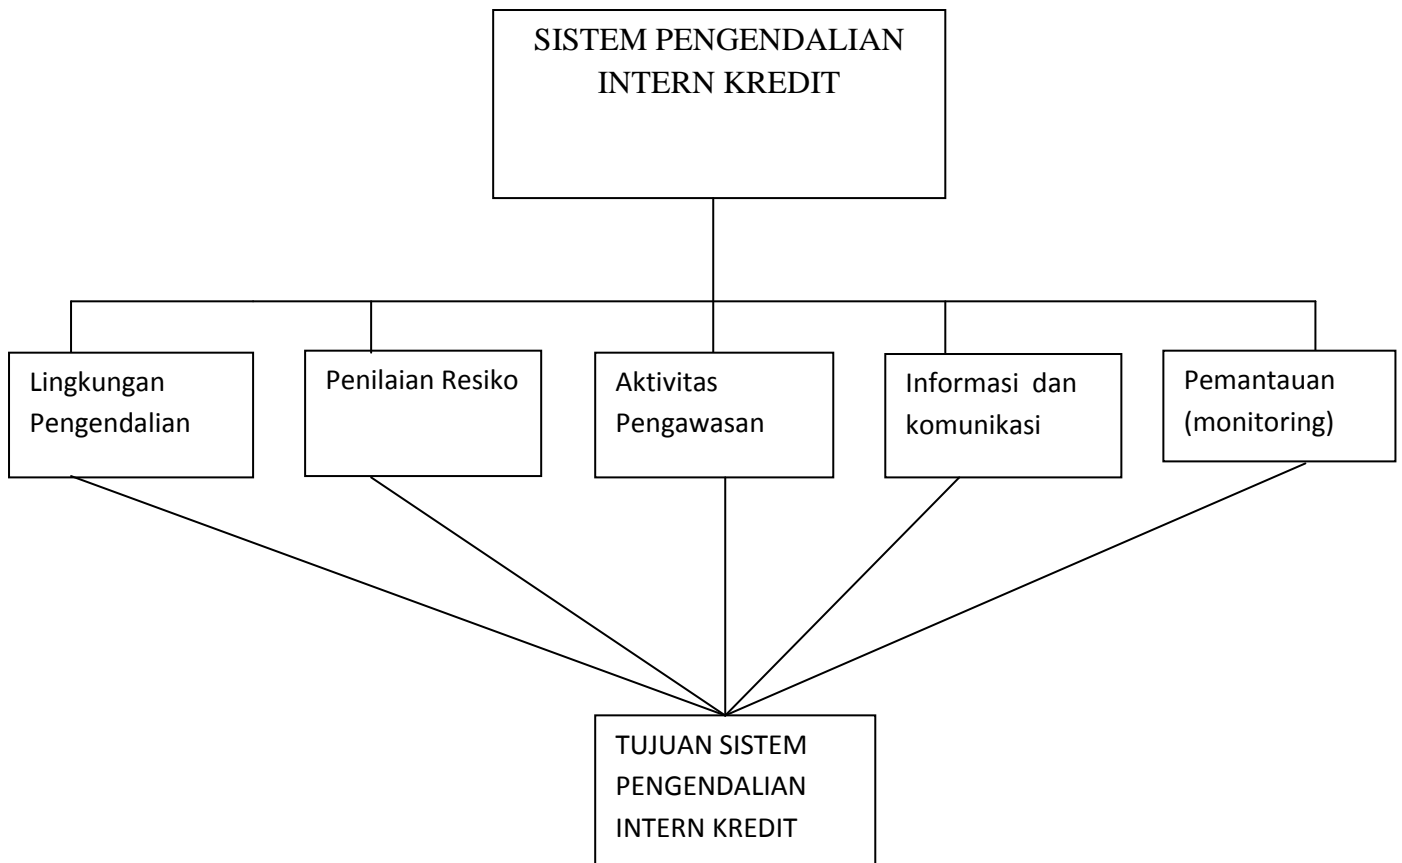 SISTEM PENGENDALIAN
INTERN KREDIT
Lingkungan
Pengendalian
Penilaian Resiko
Aktivitas
Pengawasan
Informasi dan
komunikasi
Pemantauan
(monitoring)
TUJUAN SISTEM
PENGENDALIAN
INTERN KREDIT